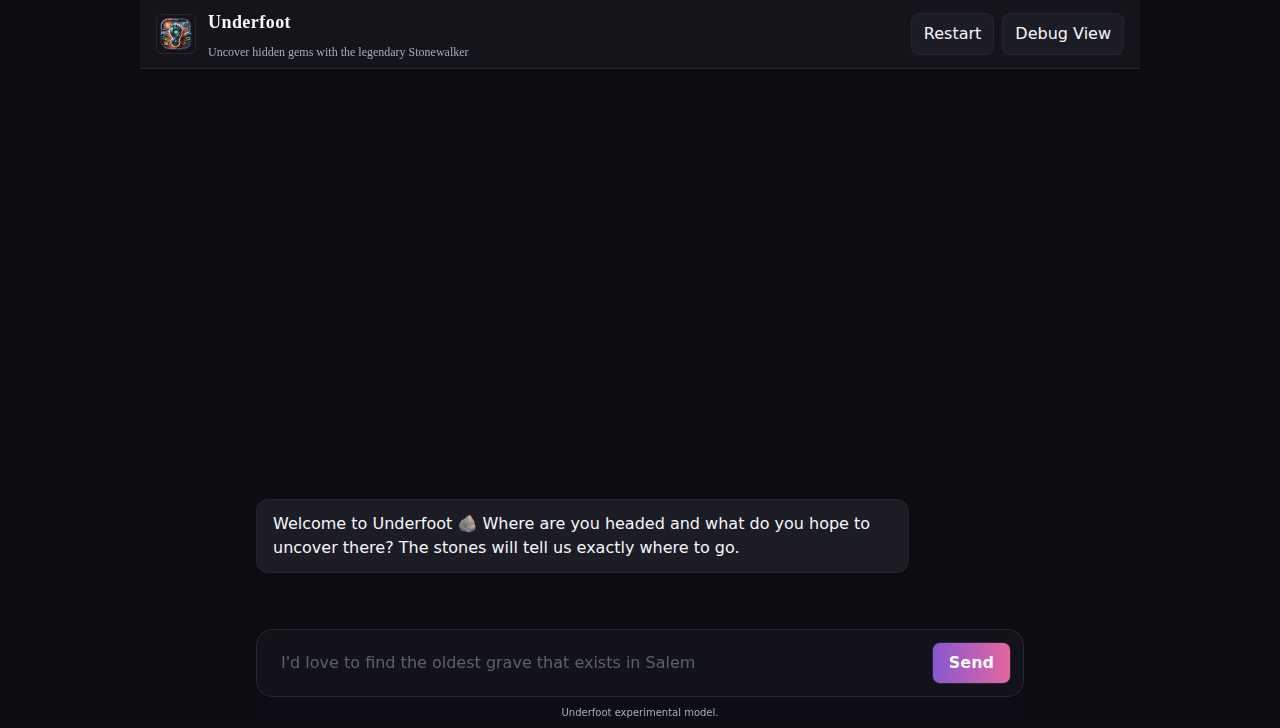 Underfoot
Uncover hidden gems with the legendary Stonewalker
Restart
Debug View
Welcome to Underfoot 🪨 Where are you headed and what do you hope to
uncover there? The stones will tell us exactly where to go.
I'd love to find the oldest grave that exists in Salem
Send
Underfoot experimental model.